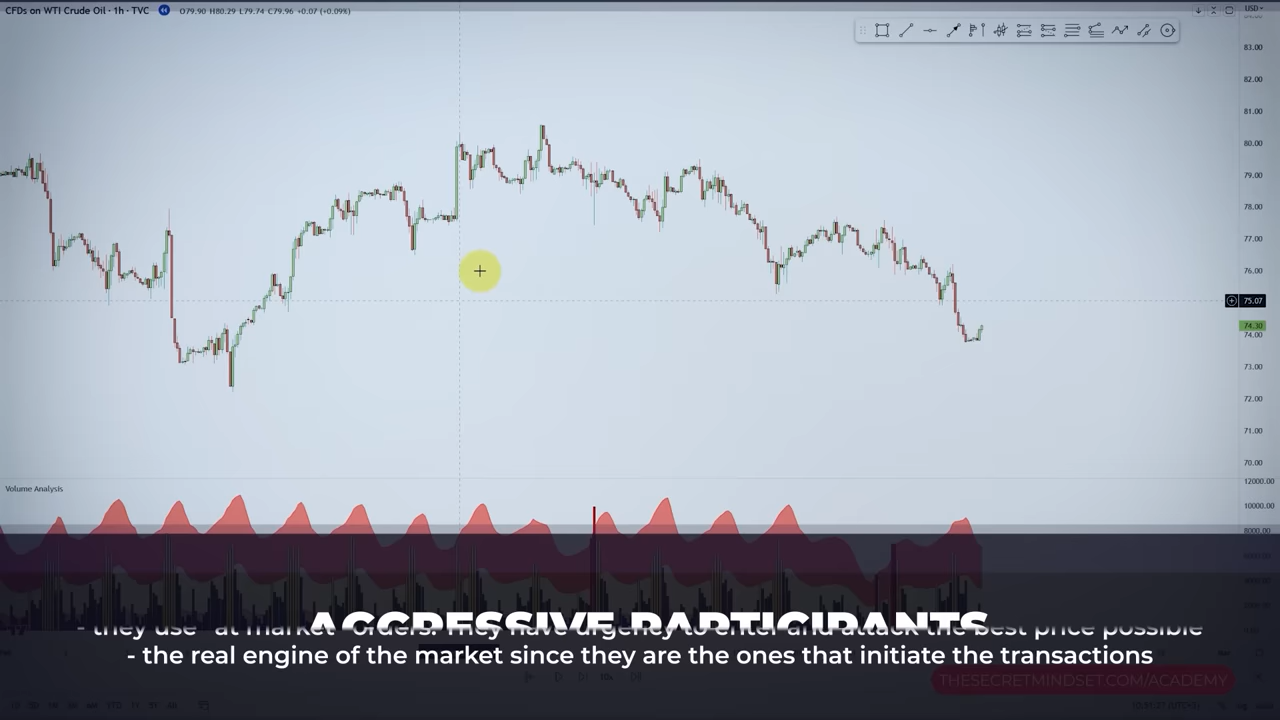 CFDs on WTI Crude Oil · 1h · TVC O79.90 H80.29 L79.74 C79.96 +0.07 (+0.09%)
USD
83.00
82.00
81.00
80.00
79.00
78.00
77.00
76.00
75.07
74.30
74.00
73.00
72.00
71.00
70.00
Volume Analysis
12000.00
10000.00
8000.00
AGGRESSIVE PARTICIPANTS
- they use "at market" orders. They have urgency to enter and attack the best price possible
- the real engine of the market since they are the ones that initiate the transactions
THESECRETMINDSET.COM/ACADEMY